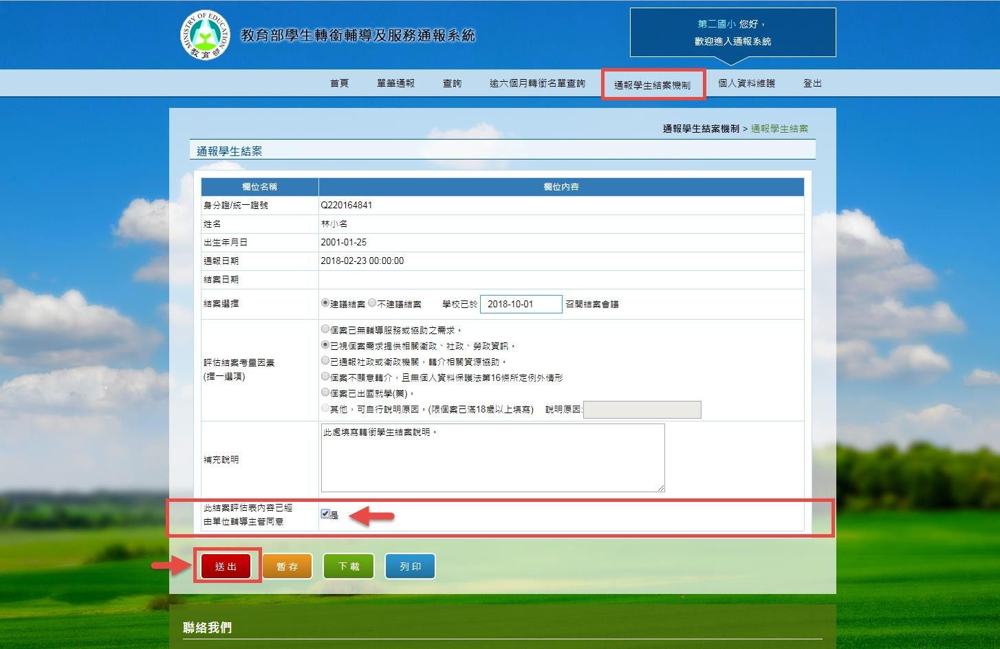 MINISTRY OF EDUCATION
教育部
教育部學生轉銜輔導及服務通報系統
第二國小 您好，
歡迎進入通報系統
首頁 單筆通報 查詢 逾六個月轉銜名單查詢 通報學生結案機制 個人資料維護 登出
通報學生結案機制 > 通報學生結案
通報學生結案
欄位名稱 欄位內容
身分證/統一證號 Q220164841
姓名 林小名
出生年月日 2001-01-25
通報日期 2018-02-23 00:00:00
結案日期
結案選擇 建議結案 不建議結案 學校已於 2018-10-01 召開結案會議
評估結案考量因素
(擇一選項)
個案已無輔導服務或協助之需求。
已視個案需求提供相關衛政、社政、勞政資訊。
已通報社政或衛政機關，轉介相關資源協助。
個案不願意轉介，且無個人資料保護法第16條所定例外情形
個案已出國就學(業)。
其他，可自行說明原因。(限個案已滿18歲以上填寫) 說明原因:
補充說明
此處填寫轉銜學生結案說明。
此結案評估表內容已經
由單位輔導主管同意
是
送出 暫存 下載 列印
聯絡我們